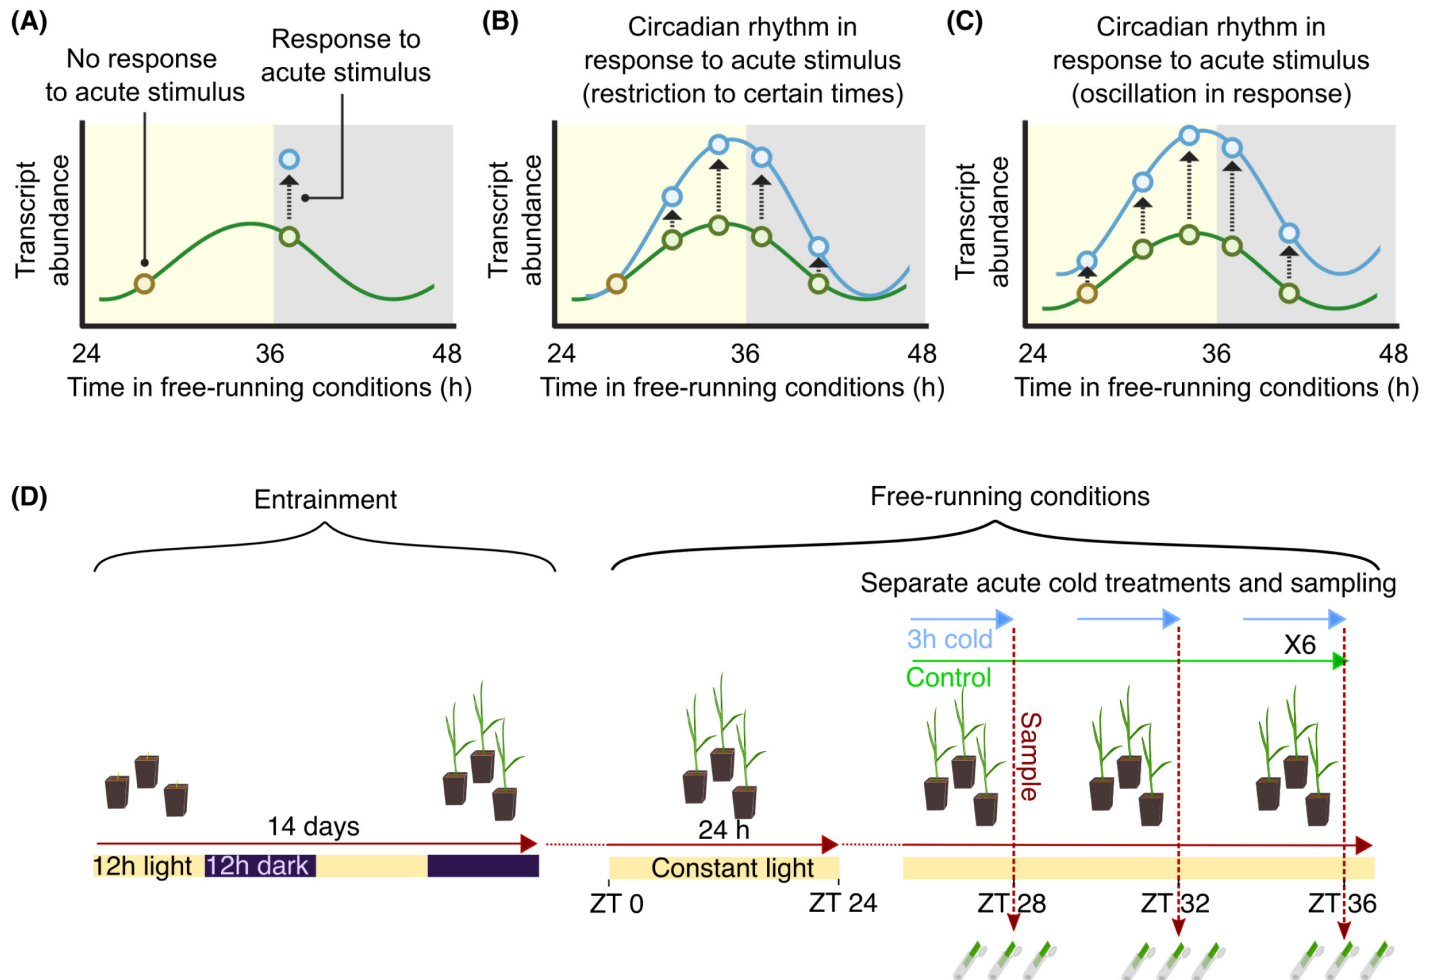 (A)
No response
to acute stimulus
Response to
acute stimulus
Transcript
abundance
24
36
48
Time in free-running conditions (h)
(B)
Circadian rhythm in
response to acute stimulus
(restriction to certain times)
Transcript
abundance
24
36
48
Time in free-running conditions (h)
(C)
Circadian rhythm in
response to acute stimulus
(oscillation in response)
Transcript
abundance
24
36
48
Time in free-running conditions (h)
(D)
Entrainment
Free-running conditions
Separate acute cold treatments and sampling
3h cold
X6
Control
Sample
14 days
24 h
12h light
12h dark
Constant light
ZT 0
ZT 24
ZT 28
ZT 32
ZT 36